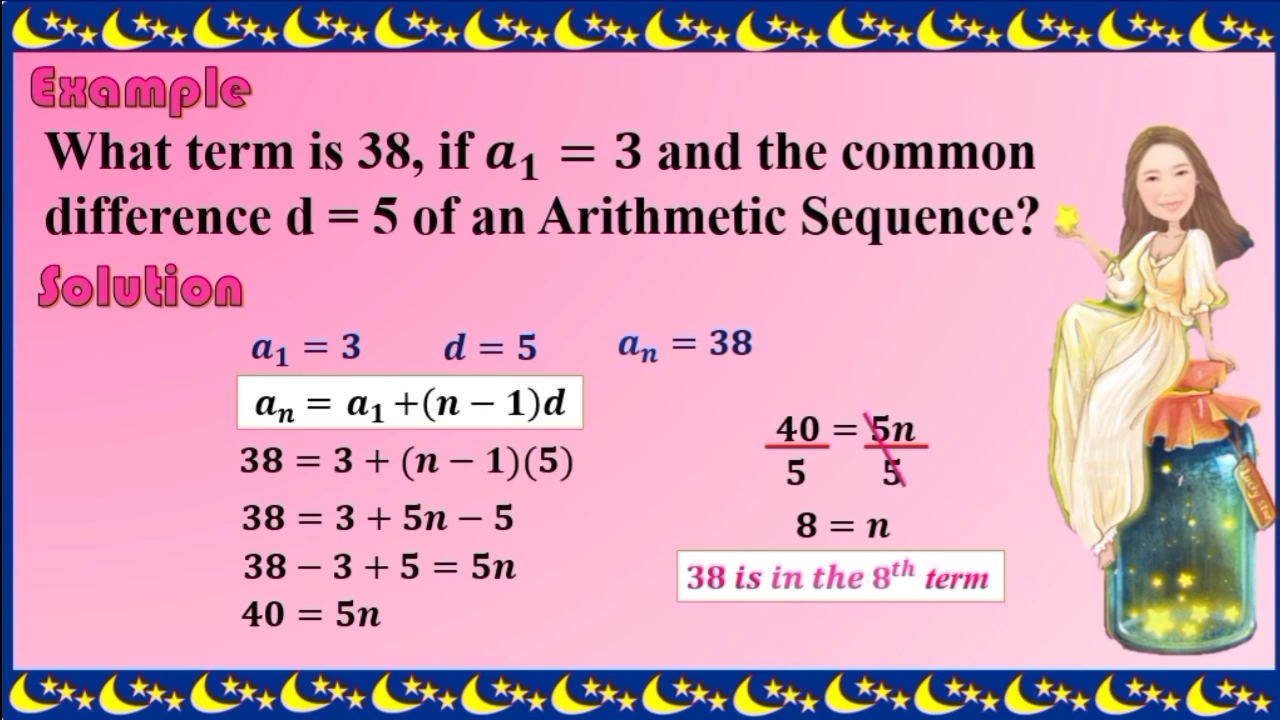 Example
What term is 38, if a₁ = 3 and the common
difference d = 5 of an Arithmetic Sequence?
Solution
a₁ = 3 d = 5 aₙ = 38
aₙ = a₁ +(n − 1)d
38 = 3 + (n − 1)(5)
38 = 3 + 5n − 5
38 − 3 + 5 = 5n
40 = 5n
40 = 5n
5 5
8 = n
38 is in the 8ᵗʰ term
Lucky star